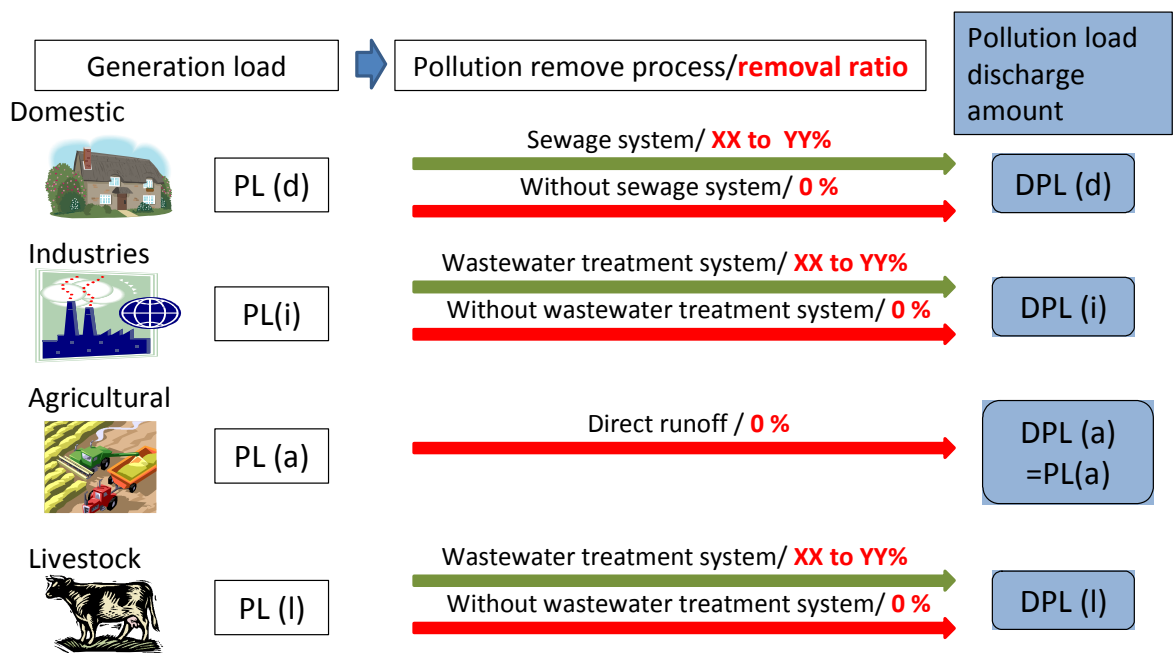 Generation load
Pollution remove process/removal ratio
Pollution load
discharge
amount
Domestic
PL (d)
Sewage system/ XX to YY%
Without sewage system/ 0 %
DPL (d)
Industries
PL(i)
Wastewater treatment system/ XX to YY%
Without wastewater treatment system/ 0 %
DPL (i)
Agricultural
PL (a)
Direct runoff / 0 %
DPL (a)
=PL(a)
Livestock
PL (l)
Wastewater treatment system/ XX to YY%
Without wastewater treatment system/ 0 %
DPL (l)